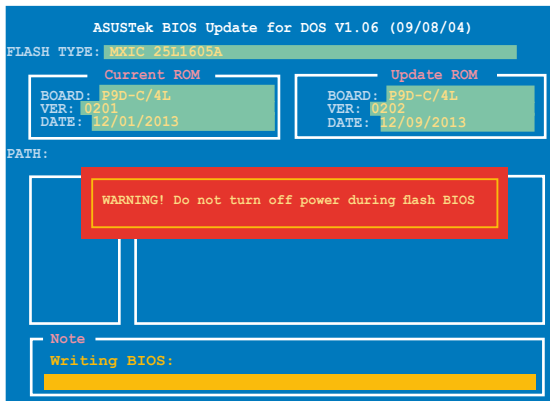 ASUSTek BIOS Update for DOS V1.06 (09/08/04)
FLASH TYPE: MXIC 25L1605A
Current ROM
BOARD: P9D-C/4L
VER: 0201
DATE: 12/01/2013
Update ROM
BOARD: P9D-C/4L
VER: 0202
DATE: 12/09/2013
PATH:
WARNING! Do not turn off power during flash BIOS
Note
Writing BIOS: